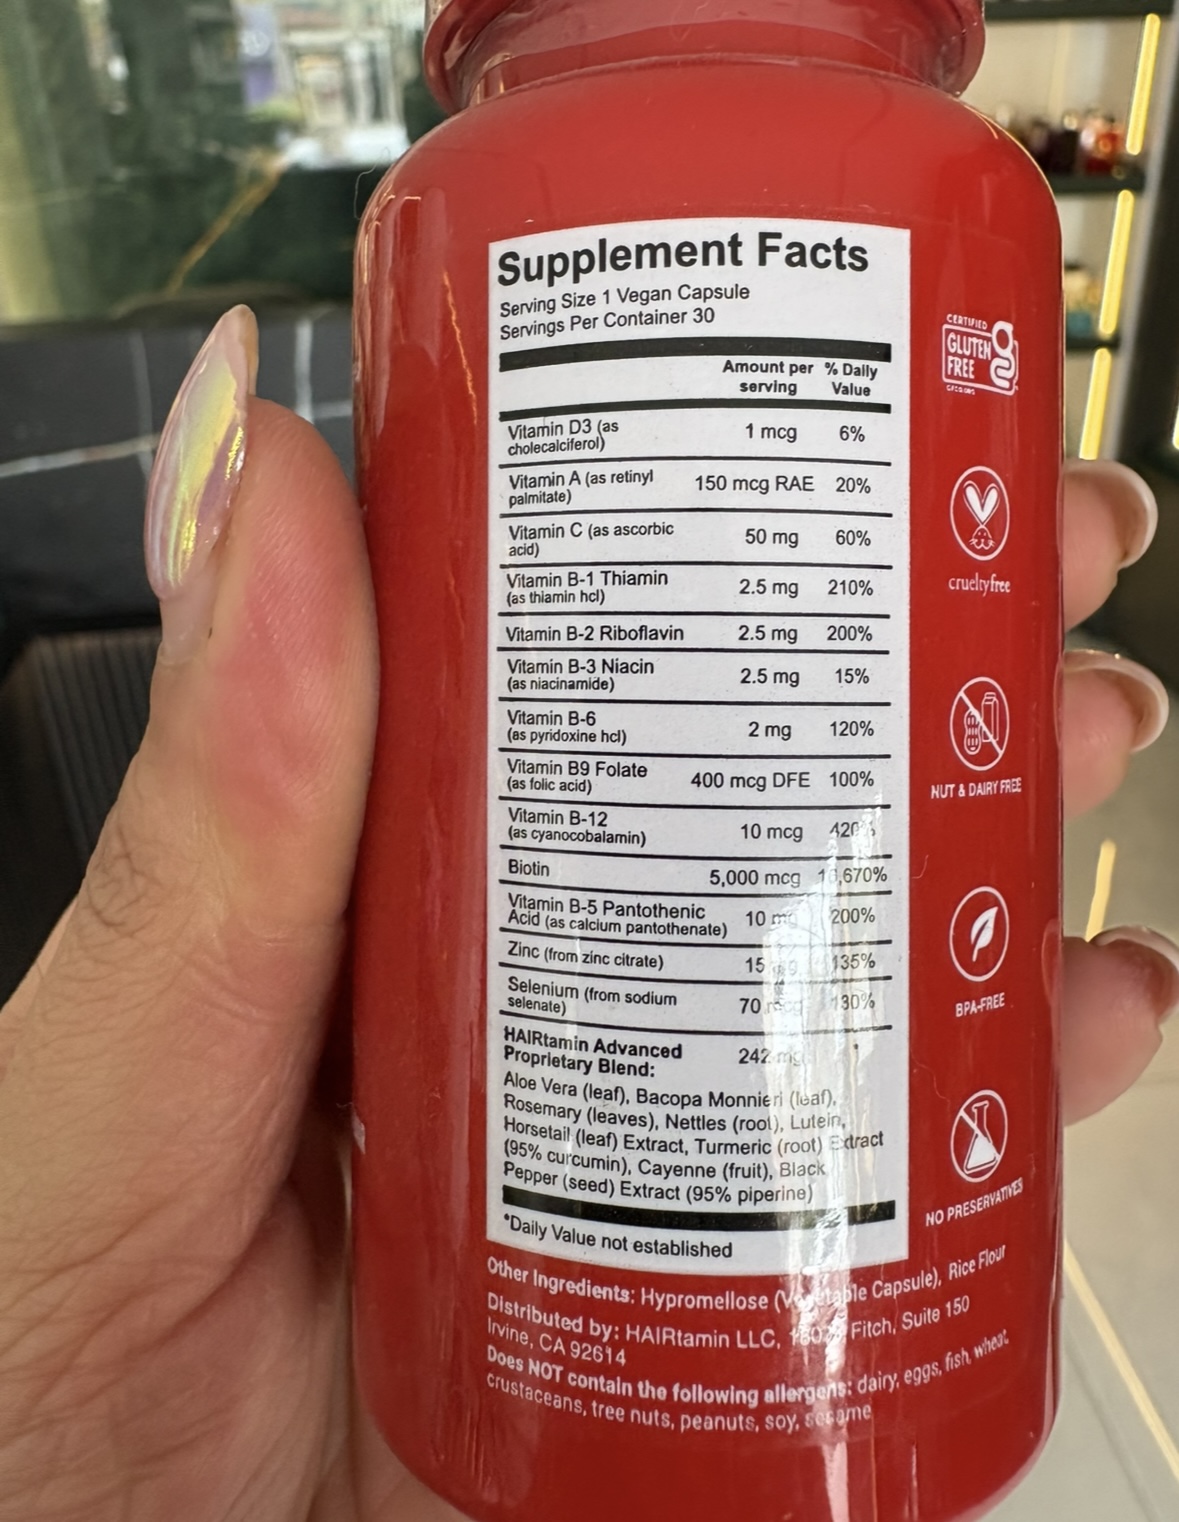 Supplement Facts
Serving Size 1 Vegan Capsule
Servings Per Container 30
Amount per serving % Daily Value
Vitamin D3 (as cholecalciferol) 1 mcg 6%
Vitamin A (as retinyl palmitate) 150 mcg RAE 20%
Vitamin C (as ascorbic acid) 50 mg 60%
Vitamin B-1 Thiamin (as thiamin hcl) 2.5 mg 210%
Vitamin B-2 Riboflavin 2.5 mg 200%
Vitamin B-3 Niacin (as niacinamide) 2.5 mg 15%
Vitamin B-6 (as pyridoxine hcl) 2 mg 120%
Vitamin B9 Folate (as folic acid) 400 mcg DFE 100%
Vitamin B-12 (as cyanocobalamin) 10 mcg 420%
Biotin 5,000 mcg
Vitamin B-5 Pantothenic Acid (as calcium pantothenate) 10 mg 200%
Zinc (from zinc citrate) 15 mg 135%
Selenium (from sodium selenate) 70 mcg 130%
HAIRtamin Advanced Proprietary Blend: 242 mg *
Aloe Vera (leaf), Bacopa Monnieri (leaf),
Rosemary (leaves), Nettles (root), Lutein,
Horsetail (leaf) Extract, Turmeric (root) Extract
(95% curcumin), Cayenne (fruit), Black
Pepper (seed) Extract (95% piperine)
*Daily Value not established
Other Ingredients: Hypromellose (Vegetable Capsule), Rice Flour
Distributed by: HAIRtamin LLC, Fitch, Suite 150
Irvine, CA 92614
Does NOT contain the following allergens: dairy, eggs, fish, wheat,
crustaceans, tree nuts, peanuts, soy, sesame
CERTIFIED
GLUTEN
FREE
crueltyfree
NUT & DAIRY FREE
BPA-FREE
NO PRESERVATIVES